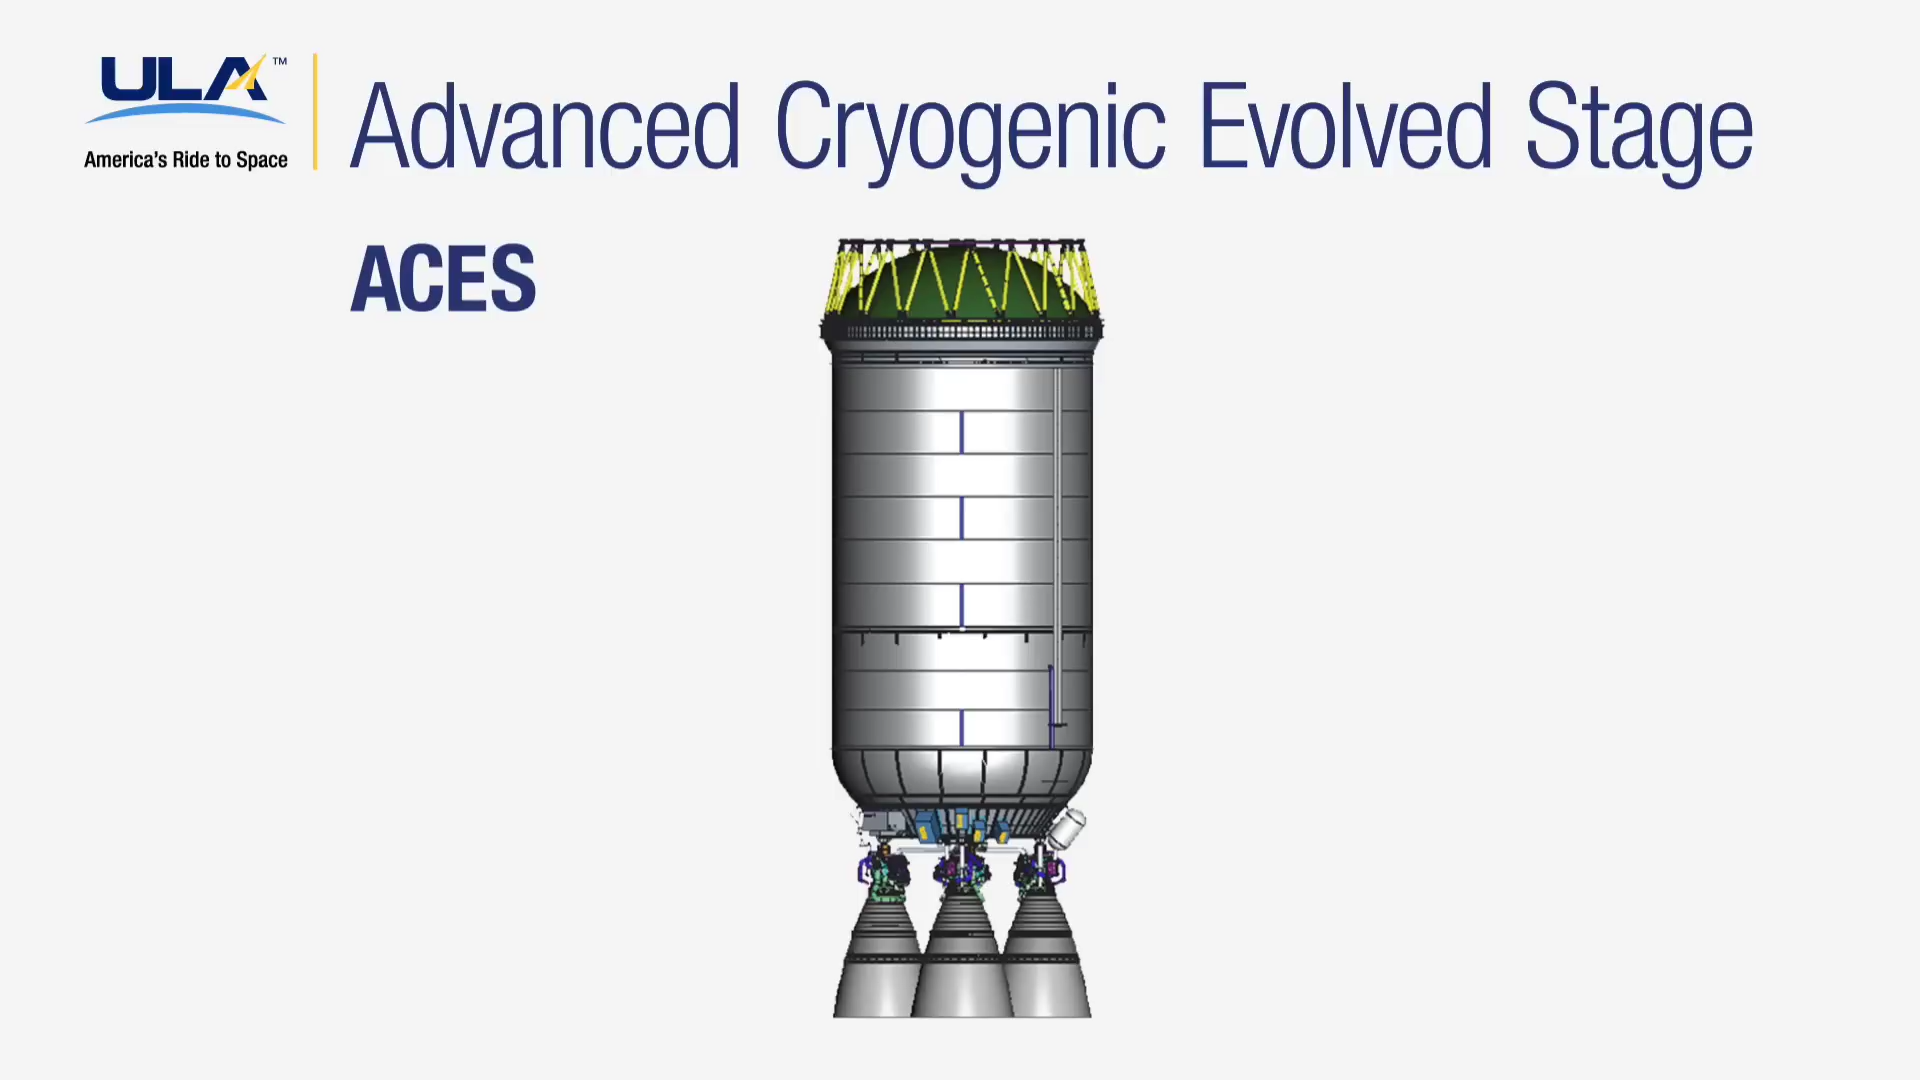 ULA™
America's Ride to Space
Advanced Cryogenic Evolved Stage
ACES